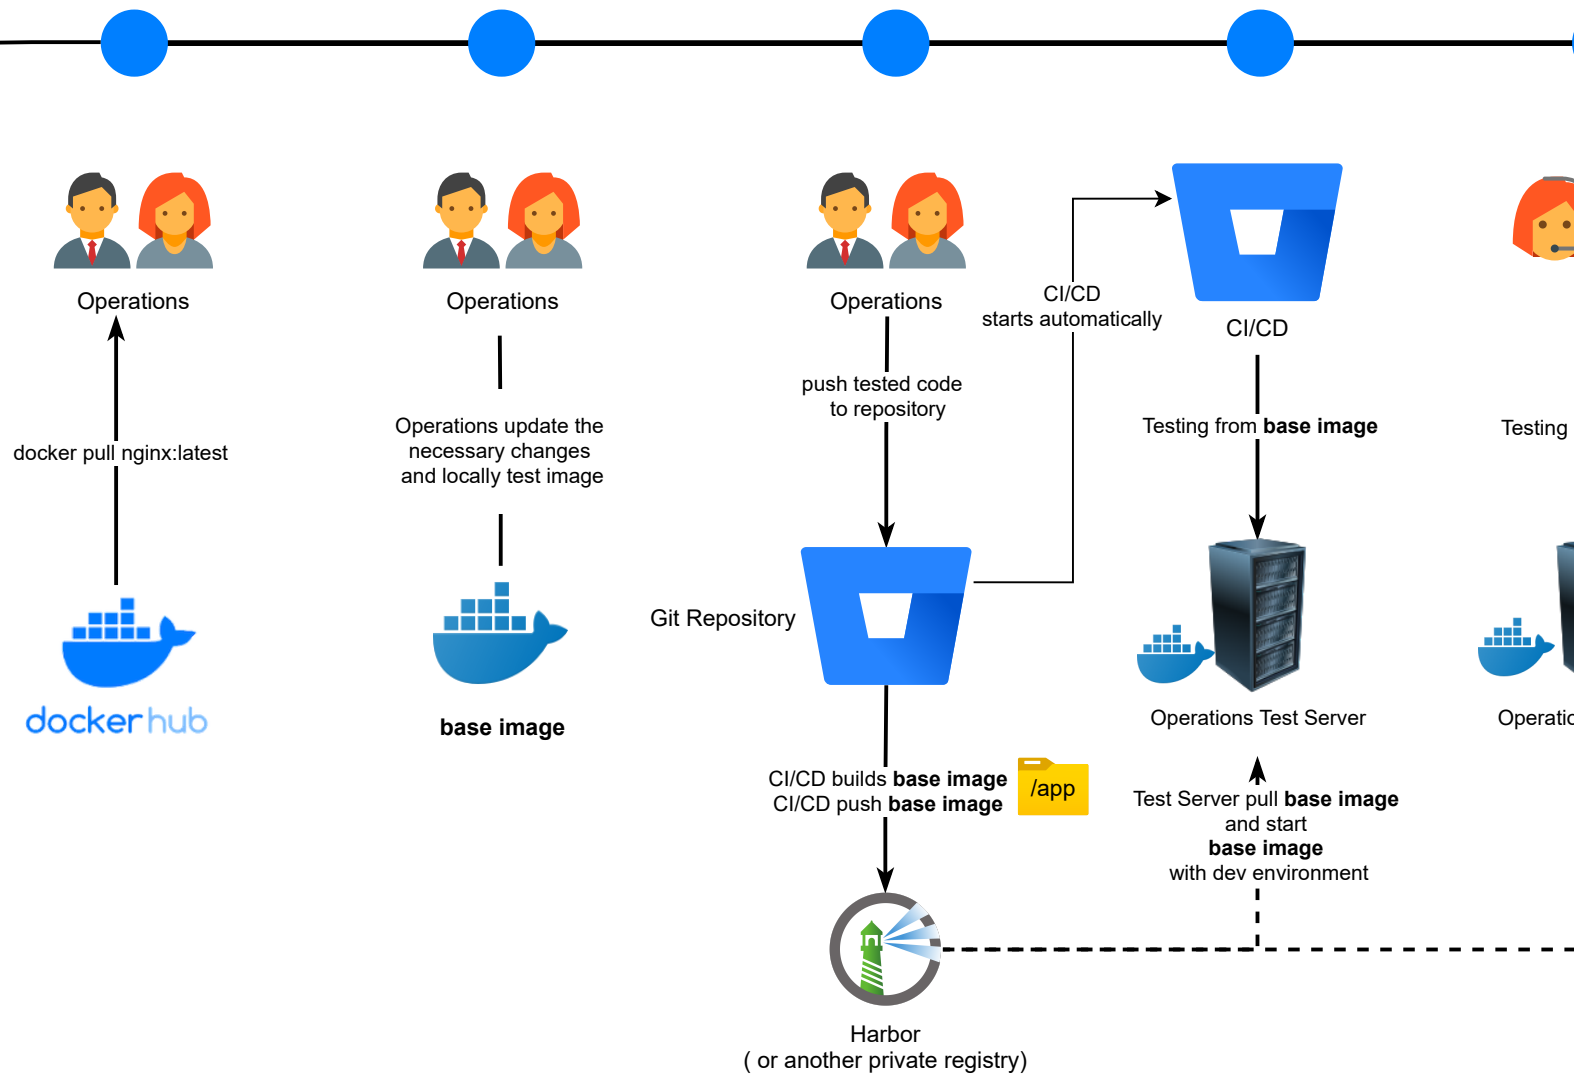 Operations
docker pull nginx:latest
dockerhub
Operations
Operations update the
necessary changes
and locally test image
base image
Operations
push tested code
to repository
Git Repository
CI/CD builds base image
CI/CD push base image
/app
Harbor
( or another private registry)
CI/CD
starts automatically
CI/CD
Testing from base image
Operations Test Server
Test Server pull base image
and start
base image
with dev environment
Testing
Operatio